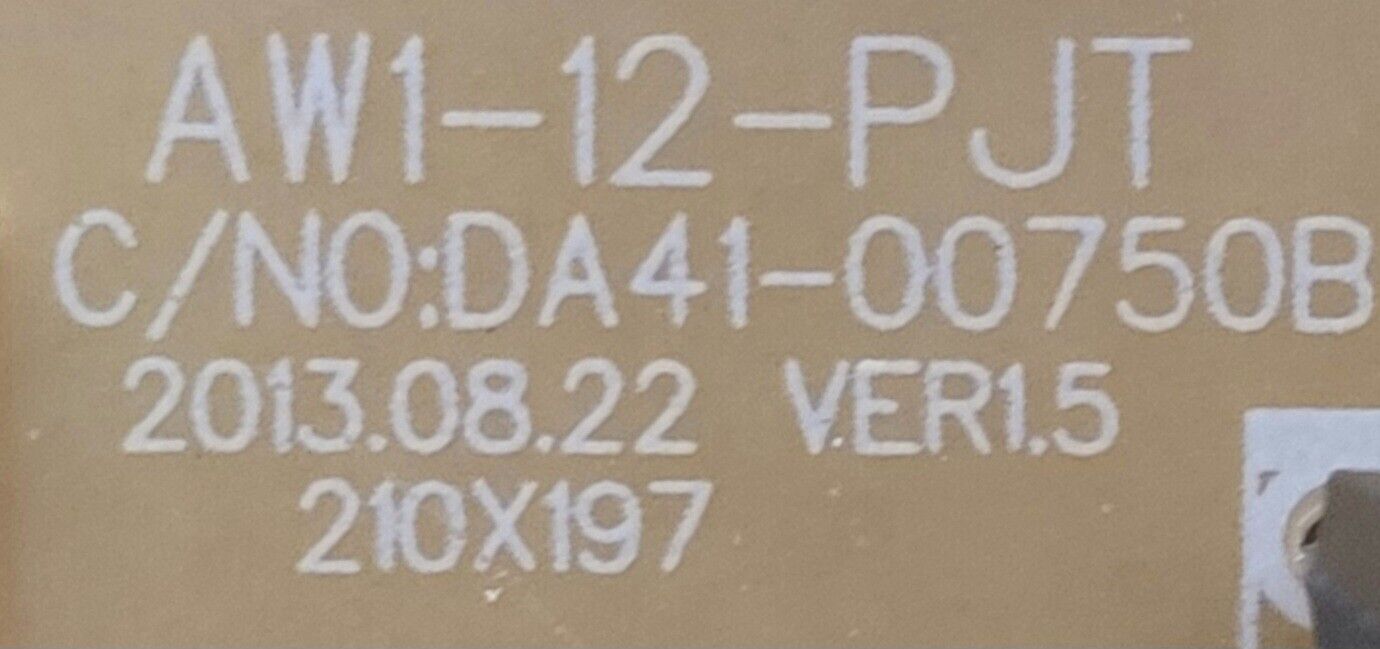 AW1-12-PJT
C/NO:DA41-00750B
2013.08.22 VER1.5
210X197